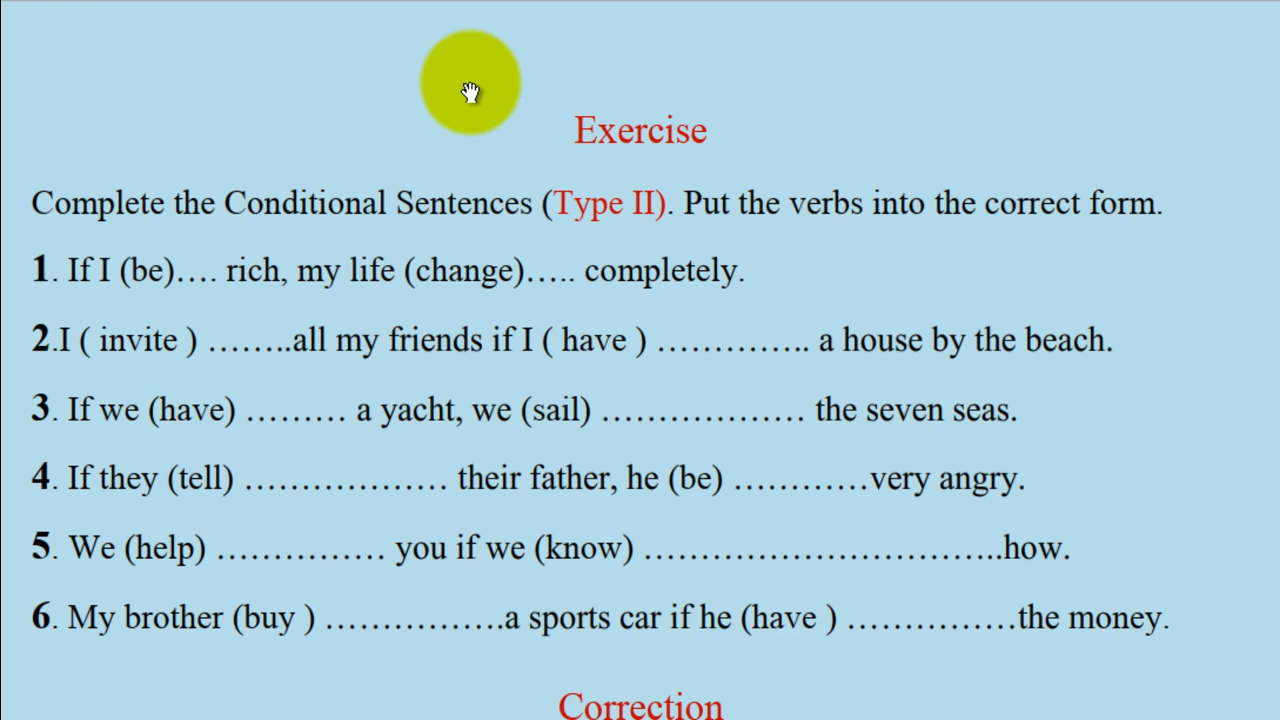 Exercise
Complete the Conditional Sentences (Type II). Put the verbs into the correct form.
1. If I (be)…. rich, my life (change)….. completely.
2.I ( invite ) ……..all my friends if I ( have ) ………….. a house by the beach.
3. If we (have) ……… a yacht, we (sail) ……………… the seven seas.
4. If they (tell) ……………… their father, he (be) …………very angry.
5. We (help) …………… you if we (know) …………………………..how.
6. My brother (buy ) …………….a sports car if he (have ) ……………the money.
Correction